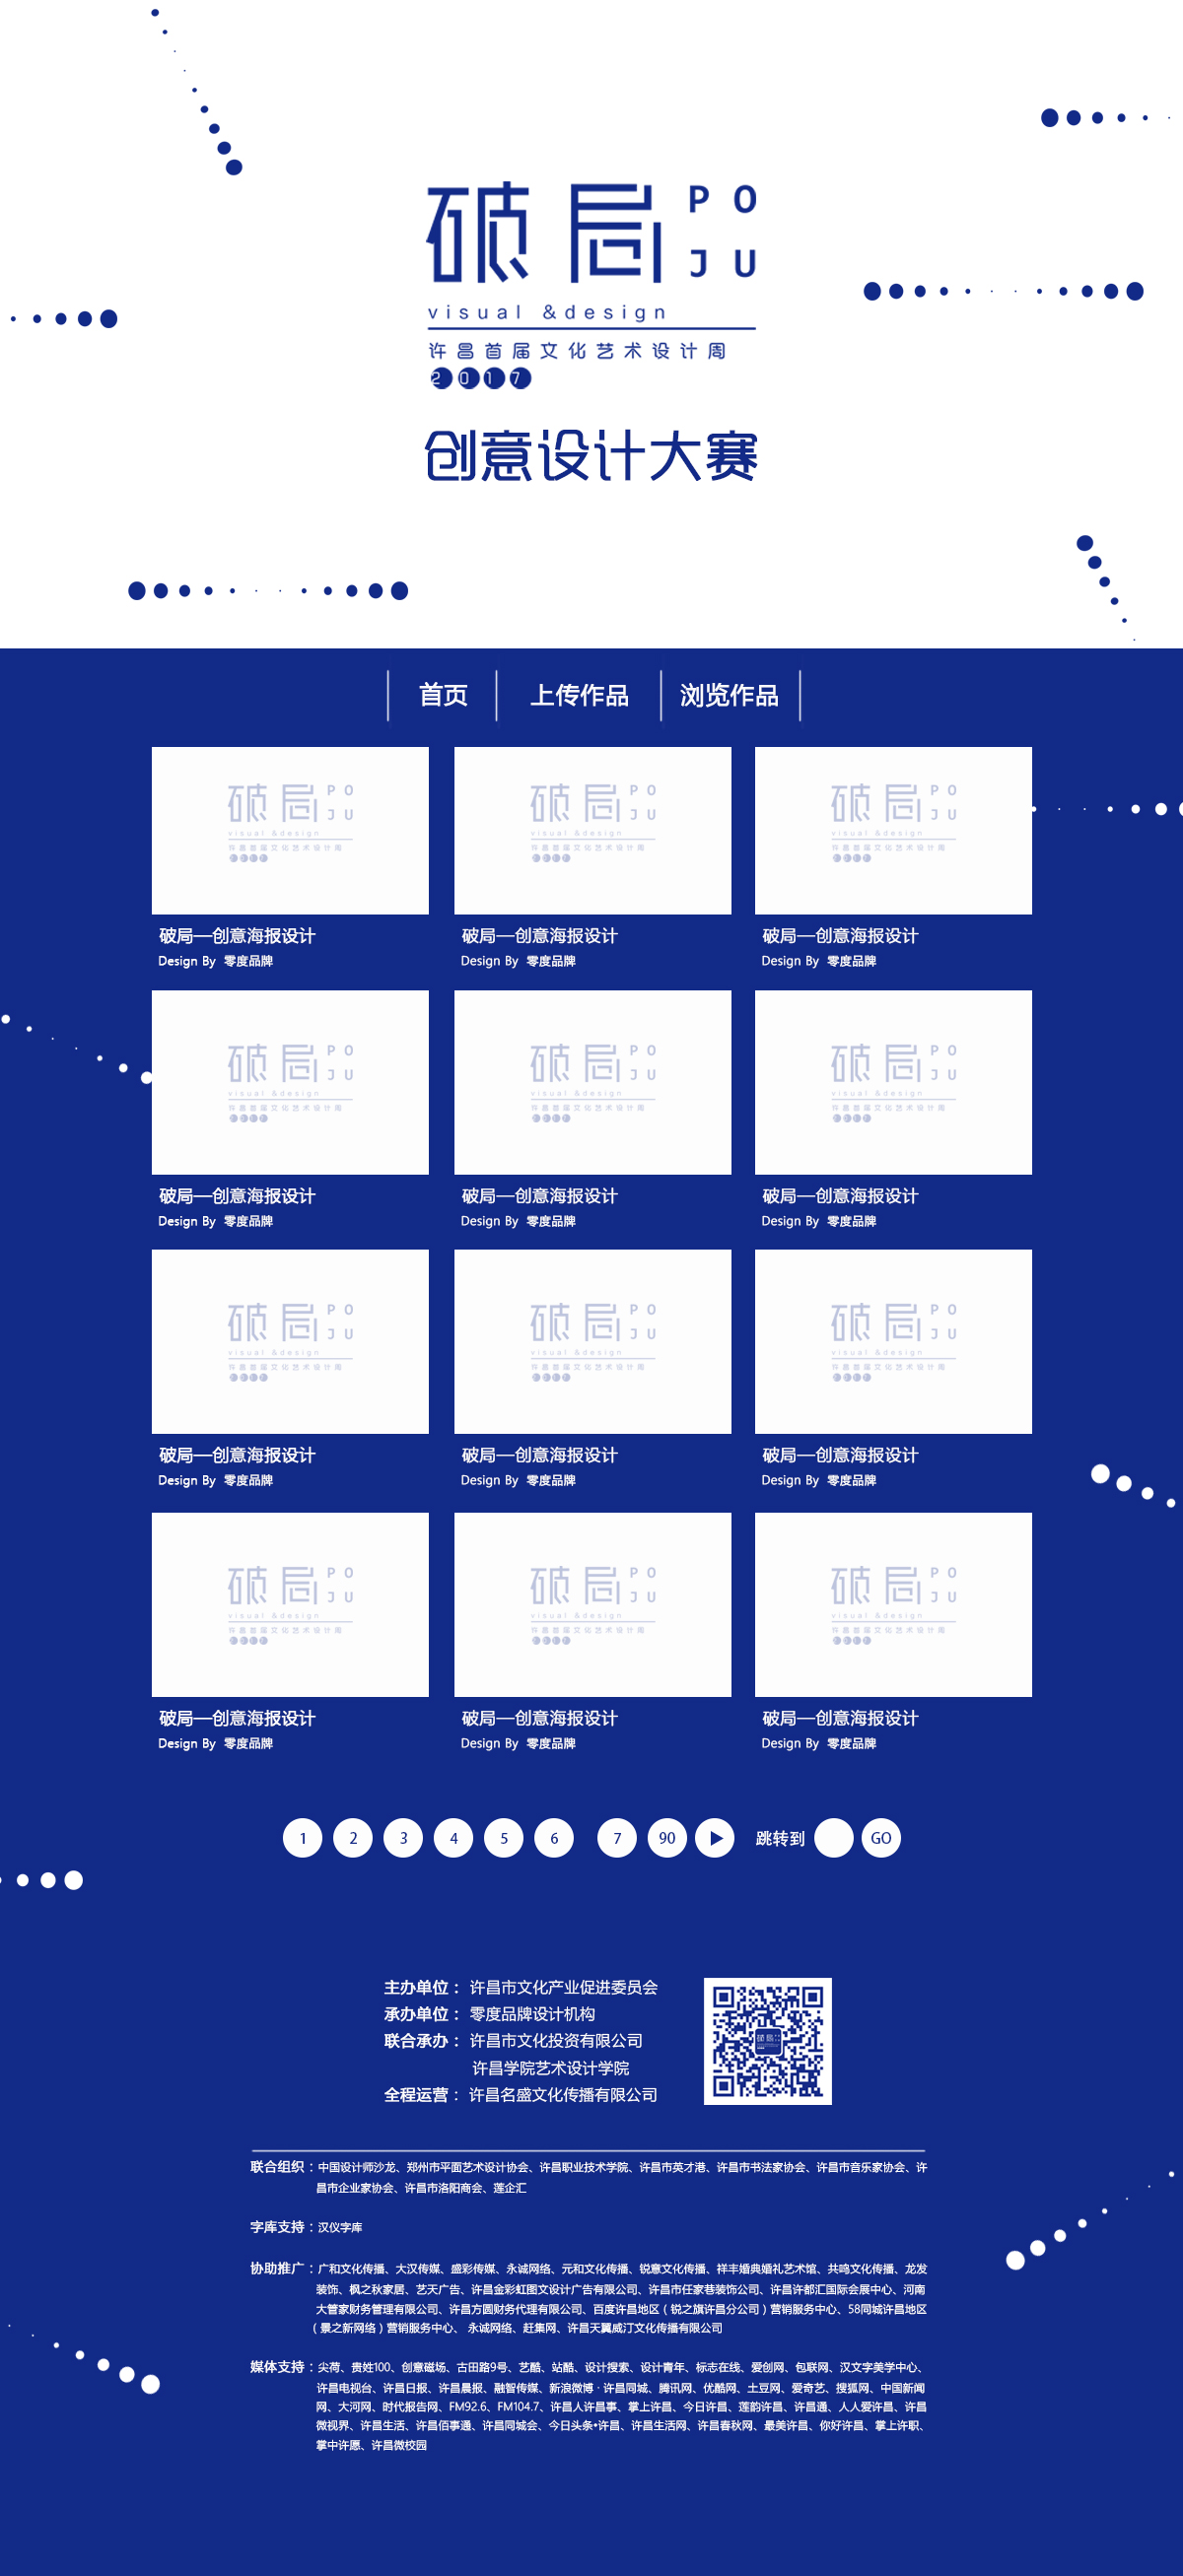 破局 PO
JU
visual &design
许昌首届文化艺术设计周
2017
创意设计大赛
首页 上传作品 浏览作品
破局 PO 破局 PO 破局 PO
JU JU JU
visual &design visual &design visual &design
许昌首届文化艺术设计周 许昌首届文化艺术设计周 许昌首届文化艺术设计周
破局—创意海报设计 破局—创意海报设计 破局—创意海报设计
Design By 零度品牌 Design By 零度品牌 Design By 零度品牌
破局 PO 破局 PO 破局 PO
JU JU JU
visual &design visual &design visual &design
许昌首届文化艺术设计周 许昌首届文化艺术设计周 许昌首届文化艺术设计周
破局—创意海报设计 破局—创意海报设计 破局—创意海报设计
Design By 零度品牌 Design By 零度品牌 Design By 零度品牌
破局 PO 破局 PO 破局 PO
JU JU JU
visual &design visual &design visual &design
许昌首届文化艺术设计周 许昌首届文化艺术设计周 许昌首届文化艺术设计周
破局—创意海报设计 破局—创意海报设计 破局—创意海报设计
Design By 零度品牌 Design By 零度品牌 Design By 零度品牌
破局 PO 破局 PO 破局 PO
JU JU JU
visual &design visual &design visual &design
许昌首届文化艺术设计周 许昌首届文化艺术设计周 许昌首届文化艺术设计周
破局—创意海报设计 破局—创意海报设计 破局—创意海报设计
Design By 零度品牌 Design By 零度品牌 Design By 零度品牌
1 2 3 4 5 6 7 90 跳转到 GO
主办单位： 许昌市文化产业促进委员会
承办单位： 零度品牌设计机构
联合承办： 许昌市文化投资有限公司
许昌学院艺术设计学院
全程运营： 许昌名盛文化传播有限公司
破局
联合组织：中国设计师沙龙、郑州市平面艺术设计协会、许昌职业技术学院、许昌市英才港、许昌市书法家协会、许昌市音乐家协会、许
昌市企业家协会、许昌市洛阳商会、莲企汇
字库支持：汉仪字库
协助推广：广和文化传播、大汉传媒、盛彩传媒、永诚网络、元和文化传播、锐意文化传播、祥丰婚典婚礼艺术馆、共鸣文化传播、龙发
装饰、枫之秋家居、艺天广告、许昌金彩虹图文设计广告有限公司、许昌市任家巷装饰公司、许昌许都汇国际会展中心、河南
大管家财务管理有限公司、许昌方圆财务代理有限公司、百度许昌地区（锐之旗许昌分公司）营销服务中心、58同城许昌地区
（景之新网络）营销服务中心、 永诚网络、赶集网、许昌天翼威汀文化传播有限公司
媒体支持：尖荷、贵姓100、创意磁场、古田路9号、艺酷、站酷、设计搜索、设计青年、标志在线、爱创网、包联网、汉文字美学中心、
许昌电视台、许昌日报、许昌晨报、融智传媒、新浪微博 · 许昌同城、腾讯网、优酷网、土豆网、爱奇艺、搜狐网、中国新闻
网、大河网、时代报告网、FM92.6、FM104.7、许昌人许昌事、掌上许昌、今日许昌、莲韵许昌、许昌通、人人爱许昌、许昌
微视界、许昌生活、许昌佰事通、许昌同城会、今日头条•许昌、许昌生活网、许昌春秋网、最美许昌、你好许昌、掌上许职、
掌中许愿、许昌微校园